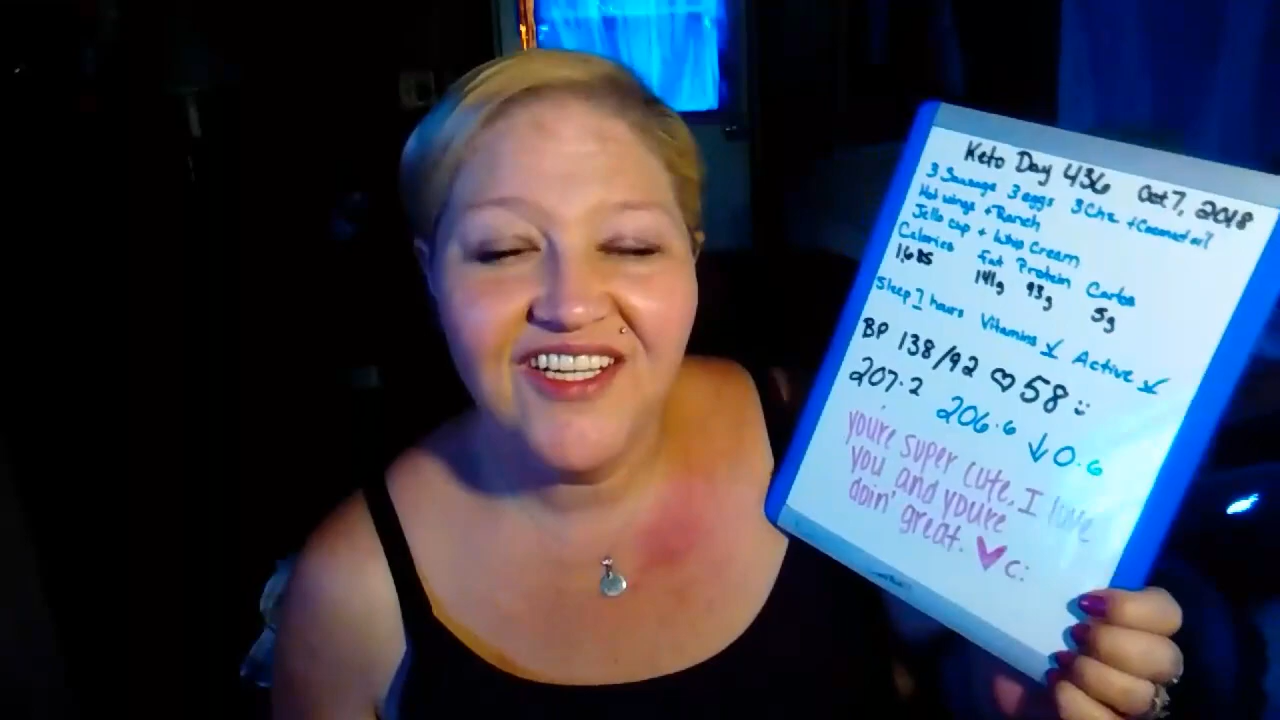 Keto Day 436 Oct 7, 2018
3 Sausage 3 eggs 3 Chz + Coconut oil
Hot wings + Ranch
Jello cup + Whip Cream
Calories Fat Protein Carbs
1,685 141g 93g 5g
Sleep 7 hours Vitamins ✓ Active ✓
BP 138/92 ♡ 58 :)
207.2 206.6 ↓ 0.6
you're super cute. I love
you and youre
doin' great. ♥ c: